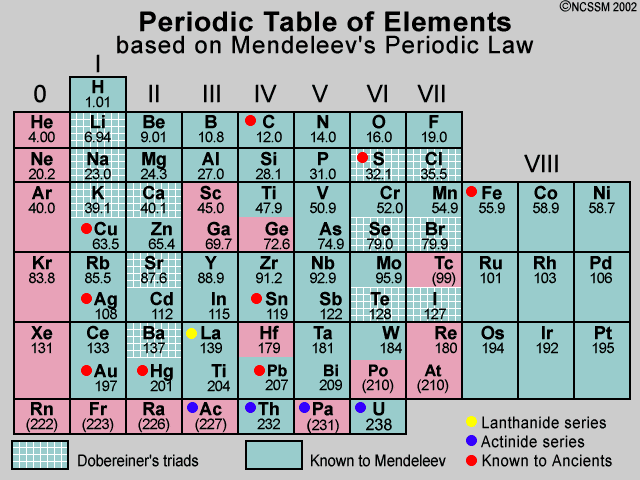 ©NCSSM 2002
Periodic Table of Elements
based on Mendeleev's Periodic Law
0 I II III IV V VI VII VIII
H
1.01
He Li Be B C N O F
4.00 6.94 9.01 10.8 12.0 14.0 16.0 19.0
Ne Na Mg Al Si P S Cl
20.2 23.0 24.3 27.0 28.1 31.0 32.1 35.5
Ar K Ca Sc Ti V Cr Mn Fe Co Ni
40.0 39.1 40.1 45.0 47.9 50.9 52.0 54.9 55.9 58.9 58.7
Cu Zn Ga Ge As Se Br
63.5 65.4 69.7 72.6 74.9 79.0 79.9
Kr Rb Sr Y Zr Nb Mo Tc Ru Rh Pd
83.8 85.5 87.6 88.9 91.2 92.9 95.9 (99) 101 103 106
Ag Cd In Sn Sb Te I
108 112 115 119 122 128 127
Xe Ce Ba La Hf Ta W Re Os Ir Pt
131 133 137 139 179 181 184 180 194 192 195
Au Hg Ti Pb Bi Po At
197 201 204 207 209 (210) (210)
Rn Fr Ra Ac Th Pa U
(222) (223) (226) (227) 232 (231) 238
Lanthanide series
Actinide series
Known to Ancients
Dobereiner's triads
Known to Mendeleev